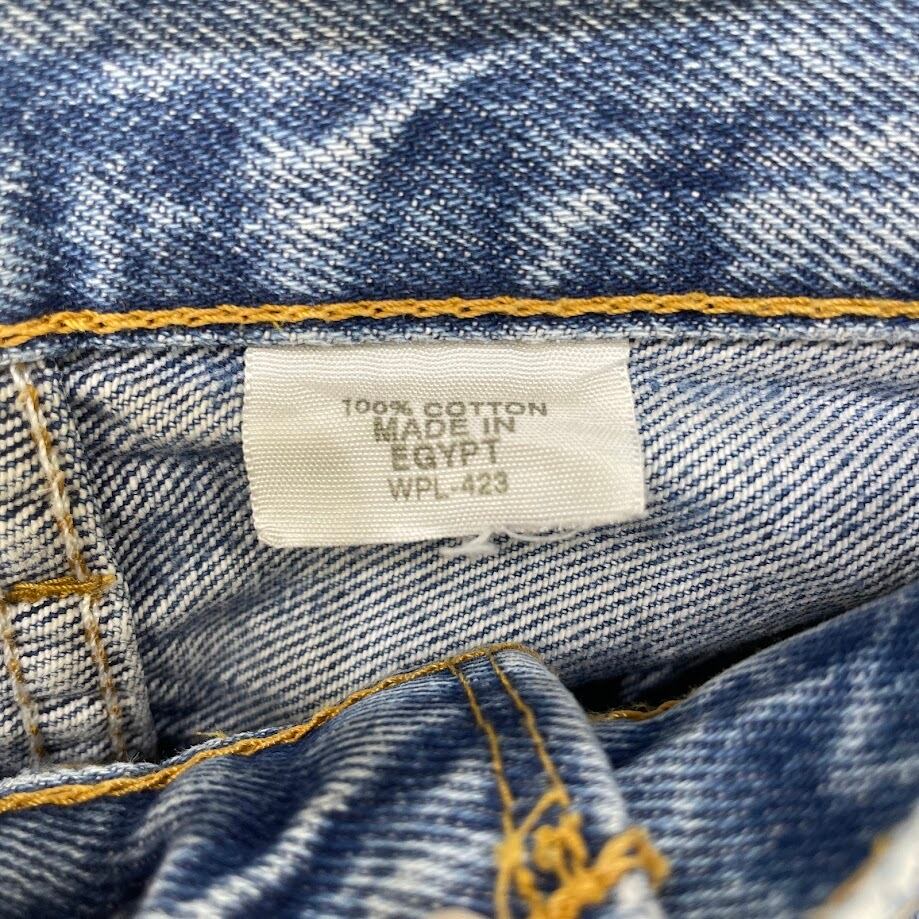 100% COTTON
MADE IN
EGYPT
WPL-423